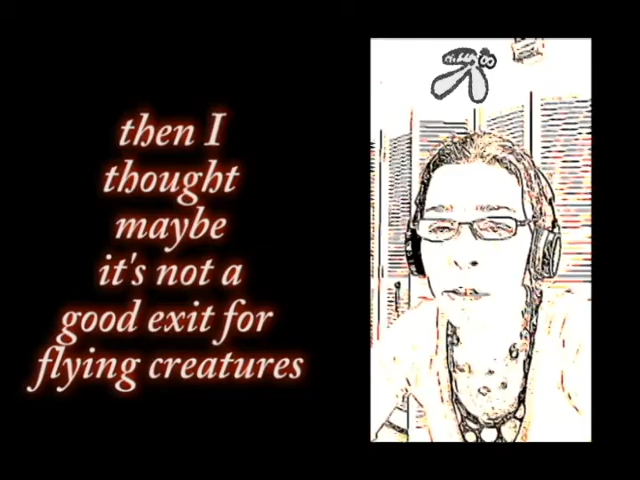 then I
thought
maybe
it's not a
good exit for
flying creatures